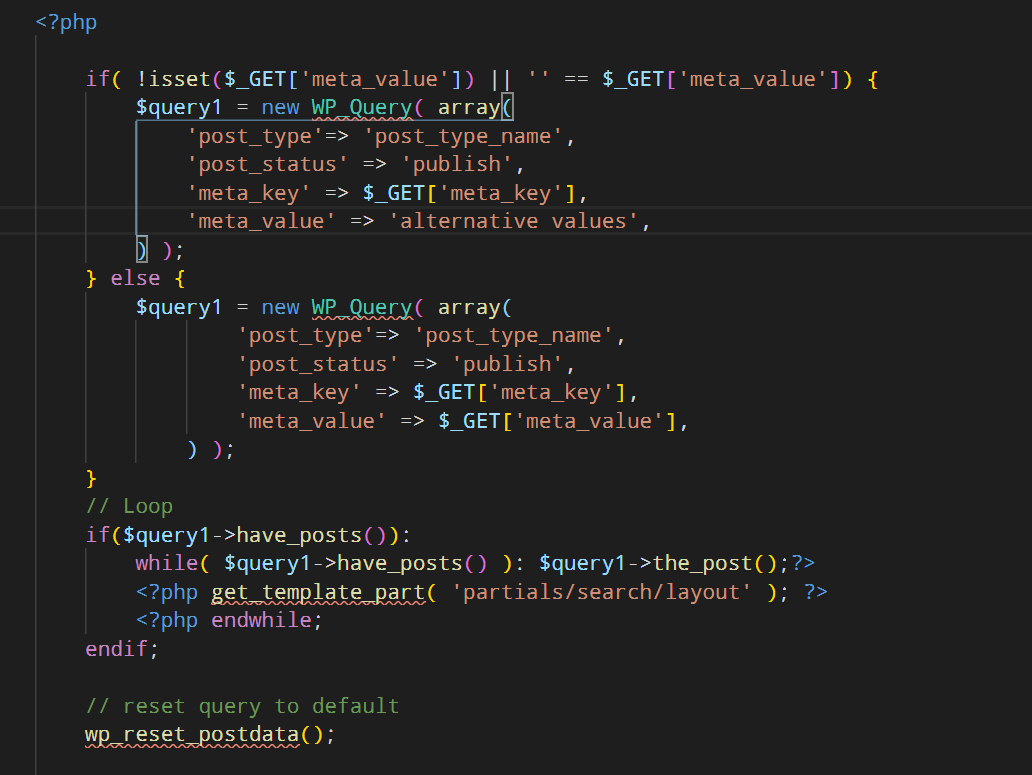 <?php
if( !isset($_GET['meta_value']) || '' == $_GET['meta_value']) {
$query1 = new WP_Query( array(
'post_type'=> 'post_type_name',
'post_status' => 'publish',
'meta_key' => $_GET['meta_key'],
'meta_value' => 'alternative values',
) );
} else {
$query1 = new WP_Query( array(
'post_type'=> 'post_type_name',
'post_status' => 'publish',
'meta_key' => $_GET['meta_key'],
'meta_value' => $_GET['meta_value'],
) );
}
// Loop
if($query1->have_posts()):
while( $query1->have_posts() ): $query1->the_post();?>
<?php get_template_part( 'partials/search/layout' ); ?>
<?php endwhile;
endif;
// reset query to default
wp_reset_postdata();